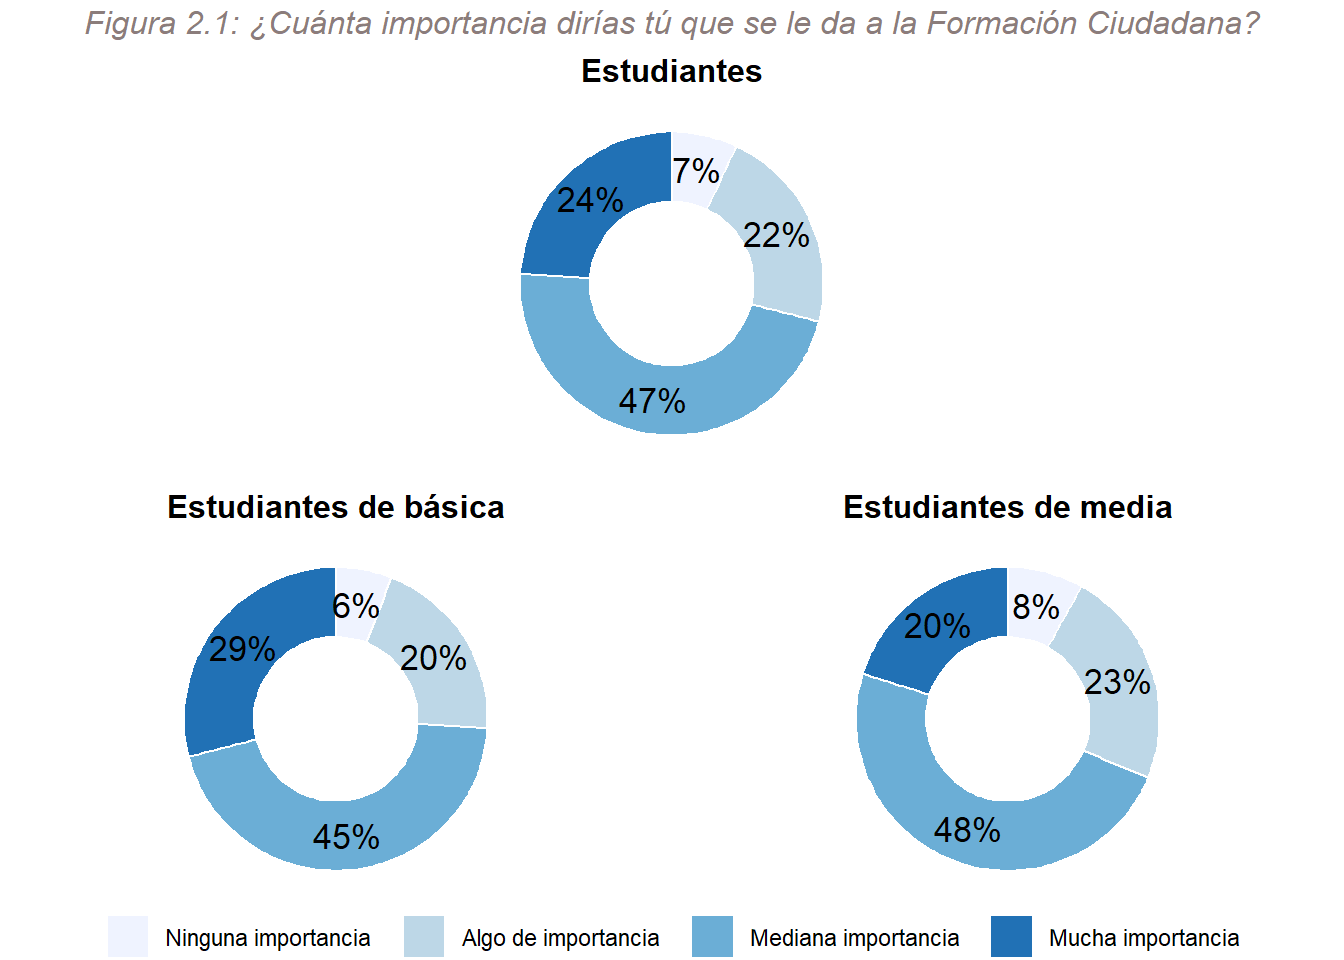 Figura 2.1: ¿Cuánta importancia dirías tú que se le da a la Formación Ciudadana?
Estudiantes
7%
24%
22%
47%
Estudiantes de básica
6%
29%
20%
45%
Estudiantes de media
8%
20%
23%
48%
Ninguna importancia
Algo de importancia
Mediana importancia
Mucha importancia